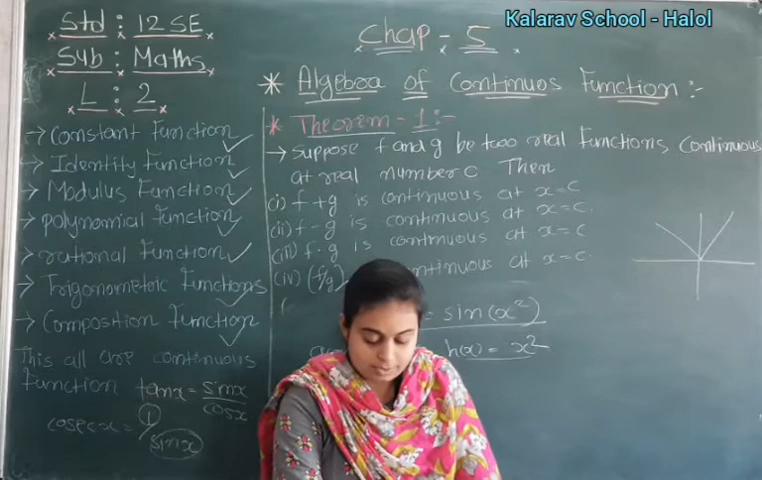 Kalarav School - Halol
Std : 12 SE
Sub : Maths
L : 2
Chap - 5
* Algebra of Continuos Function :-
→ Constant Function ✓
→ Identity Function ✓
→ Modulus Function ✓
→ polynomial Function ✓
→ rational Function ✓
→ Trigonometric Functions ✓
→ Composition Function ✓
This all are continuous
Function tanx = sinx/cosx
cosecx = 1/sinx
* Theorem - 1 :-
→ Suppose f and g be two real Functions, Continuous
at real number c Then
(i) f + g is continuous at x = c
(ii) f - g is continuous at x = c.
(iii) f · g is continuous at x = c
(iv) (f/g) continuous at x = c.
= sin(x²)
h(x) = x²